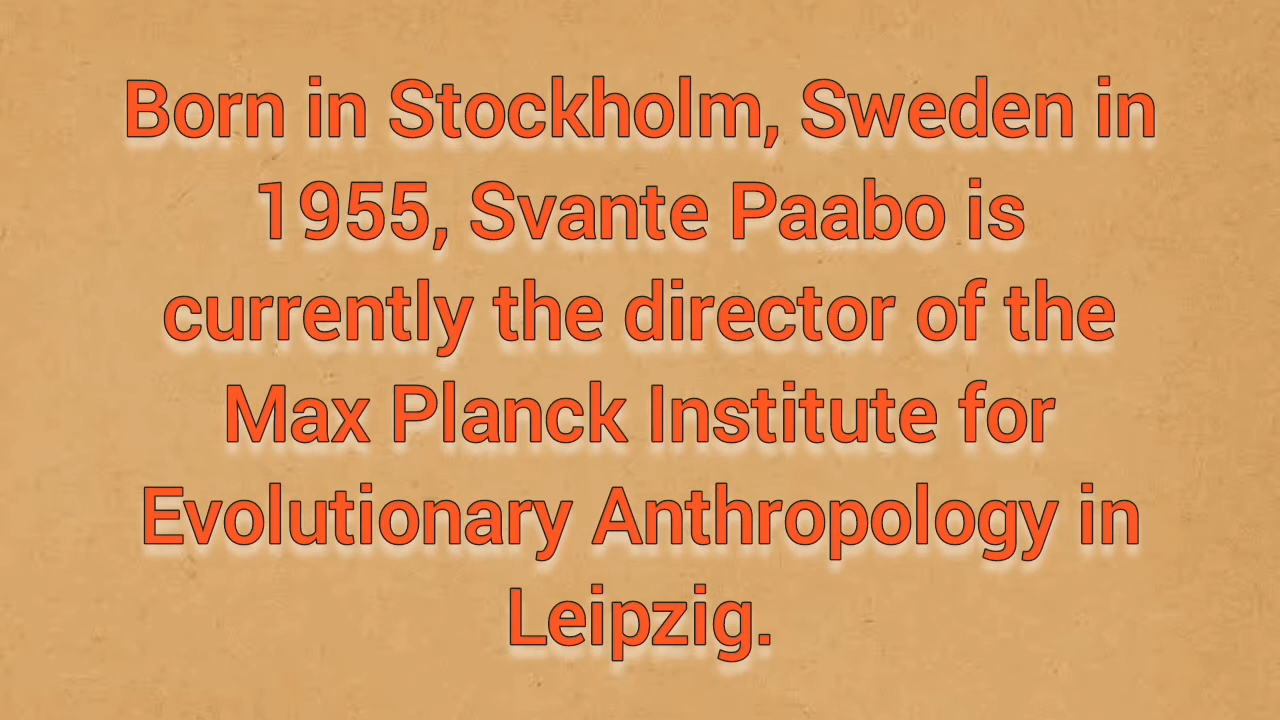 Born in Stockholm, Sweden in
1955, Svante Paabo is
currently the director of the
Max Planck Institute for
Evolutionary Anthropology in
Leipzig.